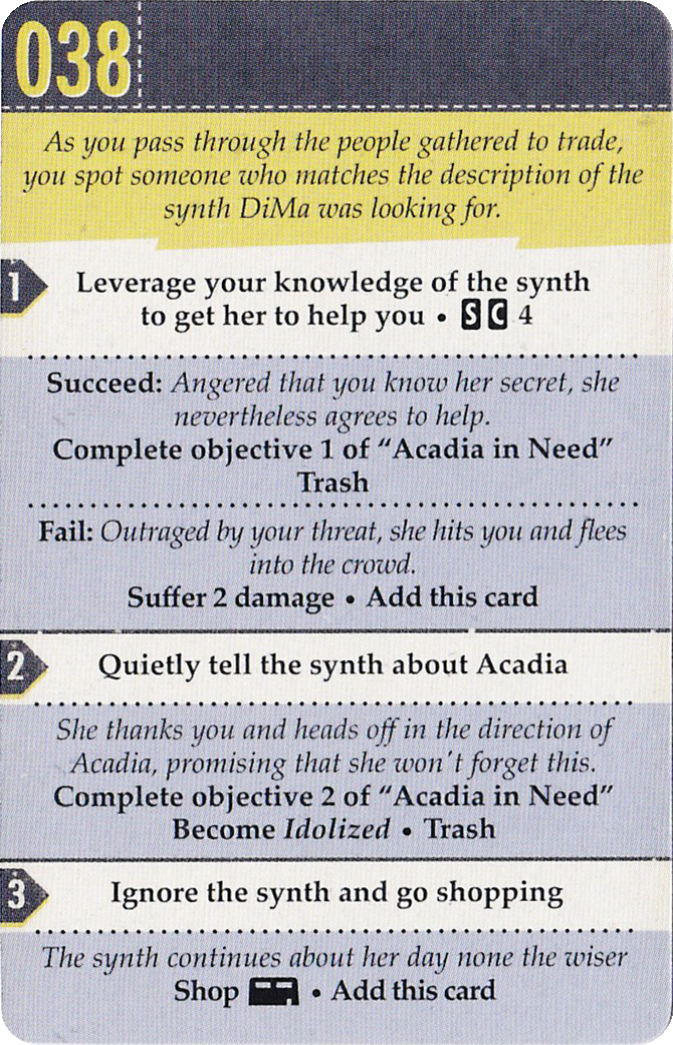 038
As you pass through the people gathered to trade,
you spot someone who matches the description of the
synth DiMa was looking for.
1
Leverage your knowledge of the synth
to get her to help you • S C 4
Succeed: Angered that you know her secret, she
nevertheless agrees to help.
Complete objective 1 of “Acadia in Need”
Trash
Fail: Outraged by your threat, she hits you and flees
into the crowd.
Suffer 2 damage • Add this card
2
Quietly tell the synth about Acadia
She thanks you and heads off in the direction of
Acadia, promising that she won't forget this.
Complete objective 2 of “Acadia in Need”
Become Idolized • Trash
3
Ignore the synth and go shopping
The synth continues about her day none the wiser
Shop • Add this card